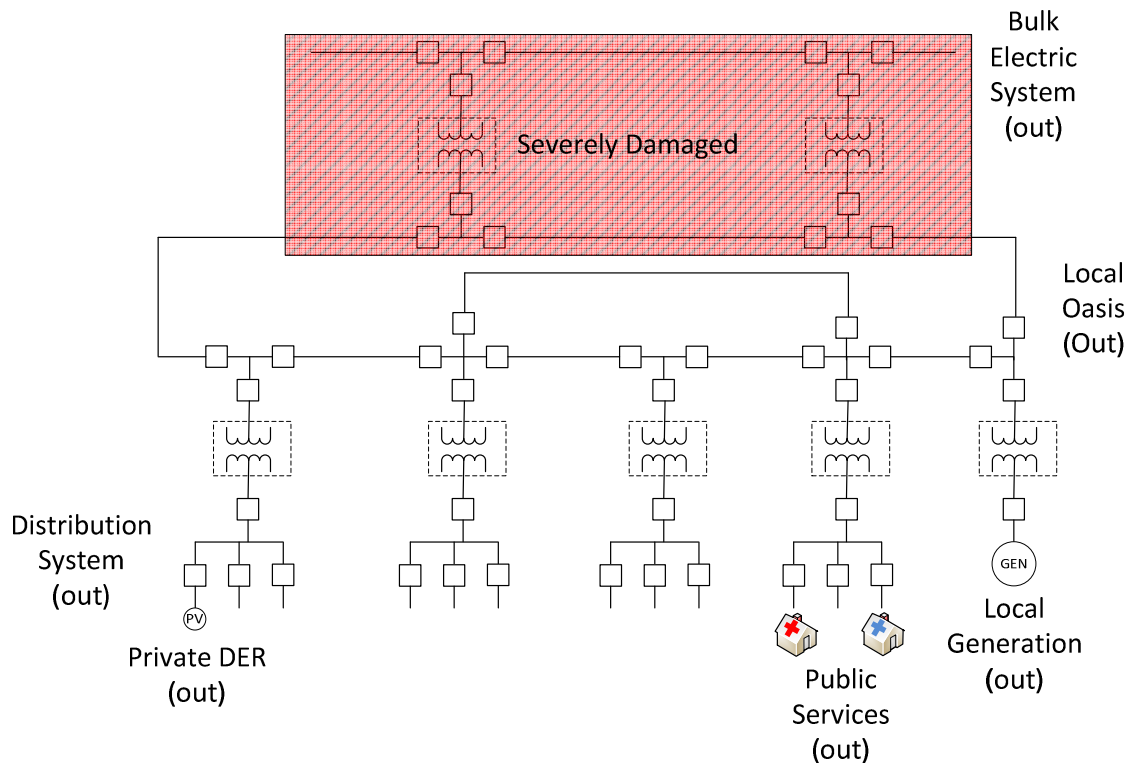 Bulk
Electric
System
(out)
Severely Damaged
Local
Oasis
(Out)
Distribution
System
(out)
GEN
PV
Private DER
(out)
Public
Services
(out)
Local
Generation
(out)